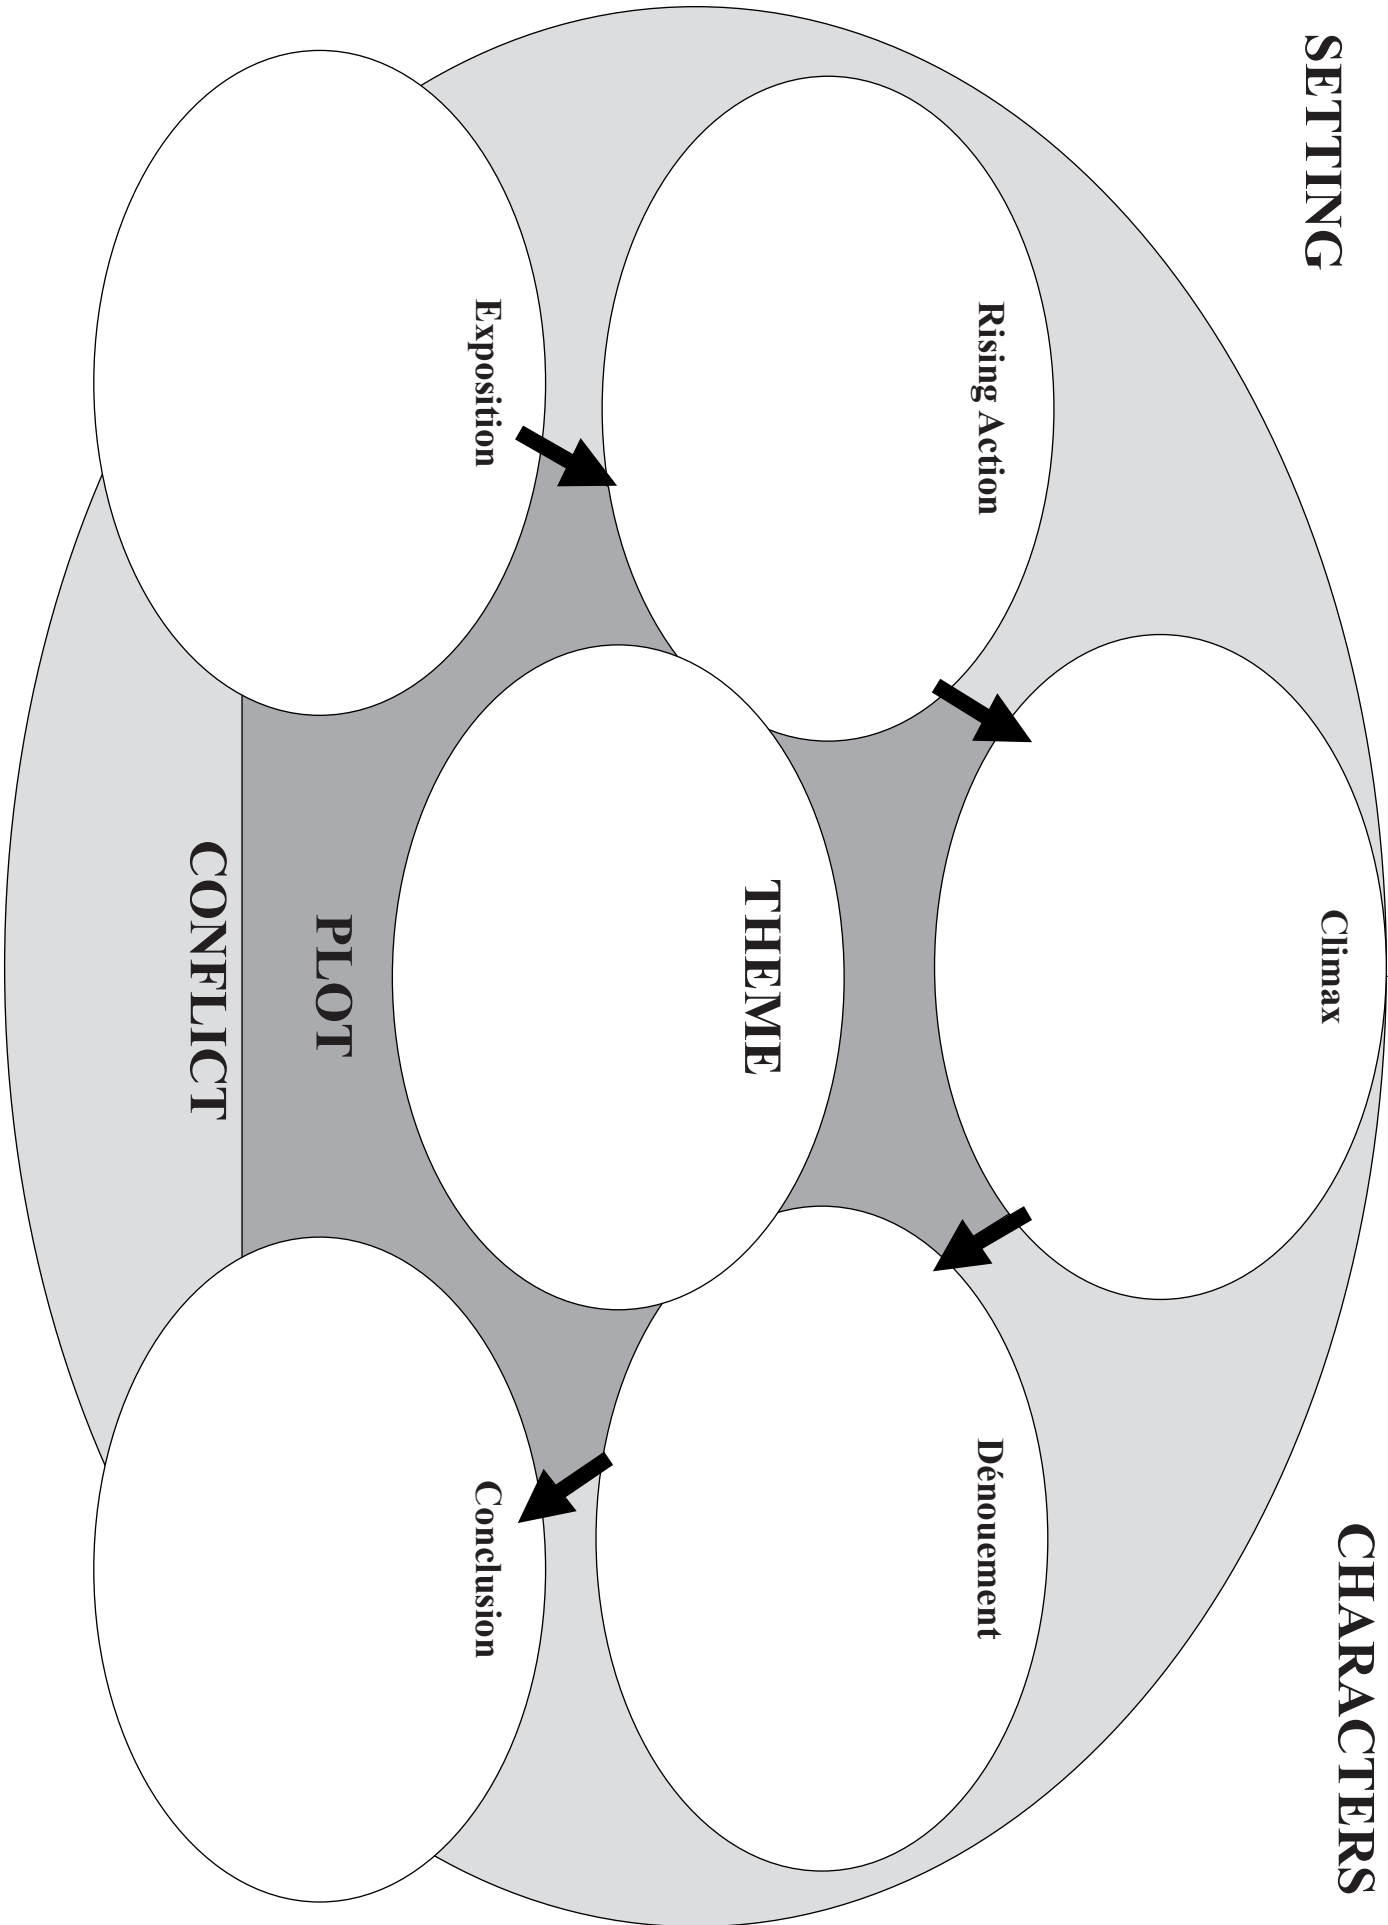 SETTING
CHARACTERS
Climax
Rising Action
Dénouement
THEME
Exposition
Conclusion
PLOT
CONFLICT